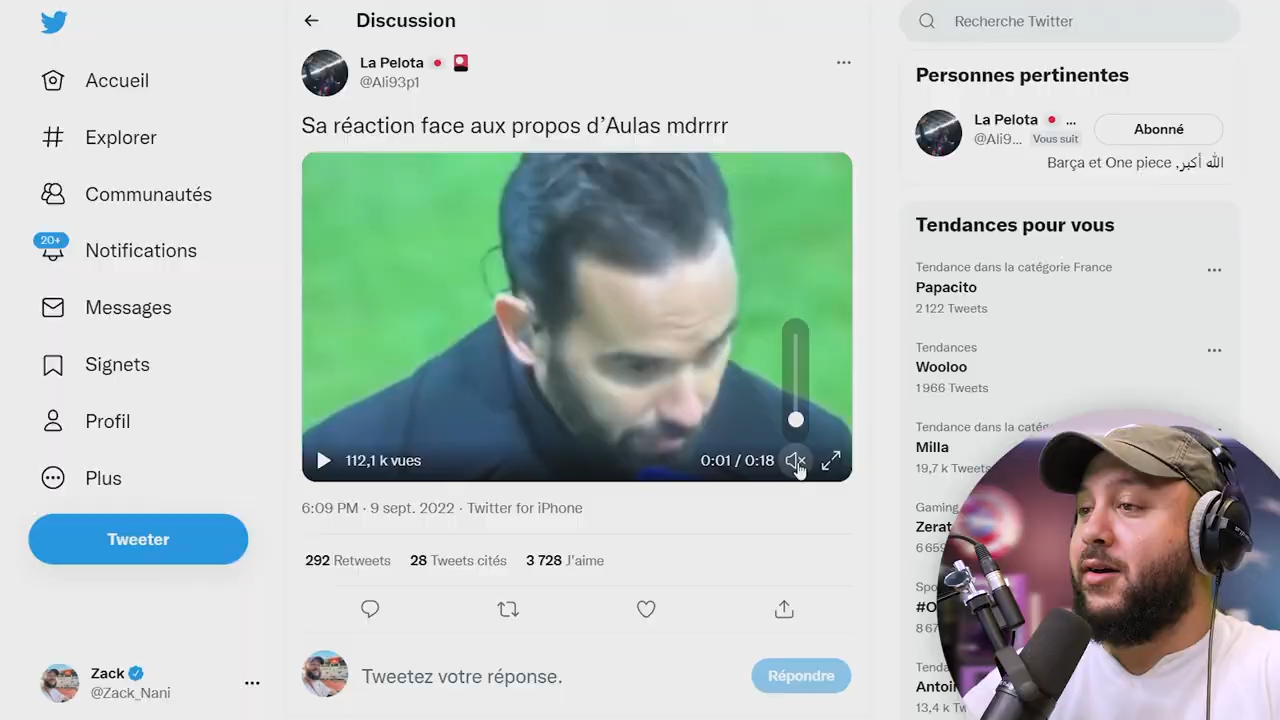 Accueil
Explorer
Communautés
20+
Notifications
Messages
Signets
Profil
Plus
Tweeter
Zack
@Zack_Nani
Discussion
La Pelota
@Ali93p1
Sa réaction face aux propos d’Aulas mdrrrr
112,1 k vues
0:01 / 0:18
6:09 PM · 9 sept. 2022 · Twitter for iPhone
292 Retweets 28 Tweets cités 3 728 J'aime
Tweetez votre réponse.
Répondre
Recherche Twitter
Personnes pertinentes
La Pelota ...
@Ali9... Vous suit
Abonné
Barça et One piece ,الله أكبر
Tendances pour vous
Tendance dans la catégorie France
Papacito
2 122 Tweets
Tendances
Wooloo
1 966 Tweets
Tendance dans la
Milla
19,7 k Tweets
Gaming
Zerat
13,4 k